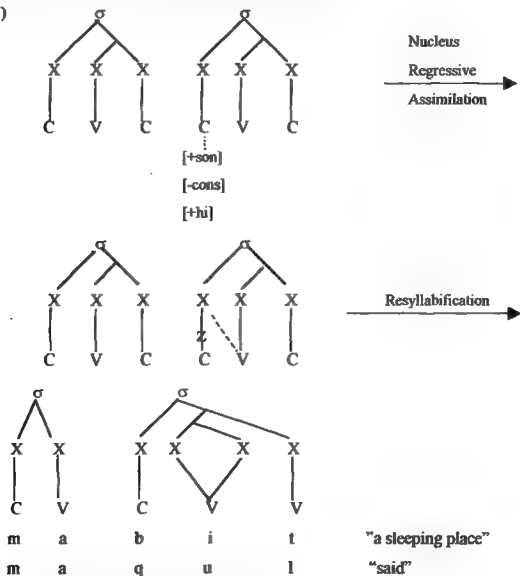 )
σ σ
Nucleus
X X X X X X Regressive
Assimilation
C V C C V C
[+son]
[-cons]
[+hi]
σ σ
X X X X X X Resyllabification
z
C V C C V C
σ σ
X X X X X X
C V C V V
m a b i t "a sleeping place"
m a q u l "said"